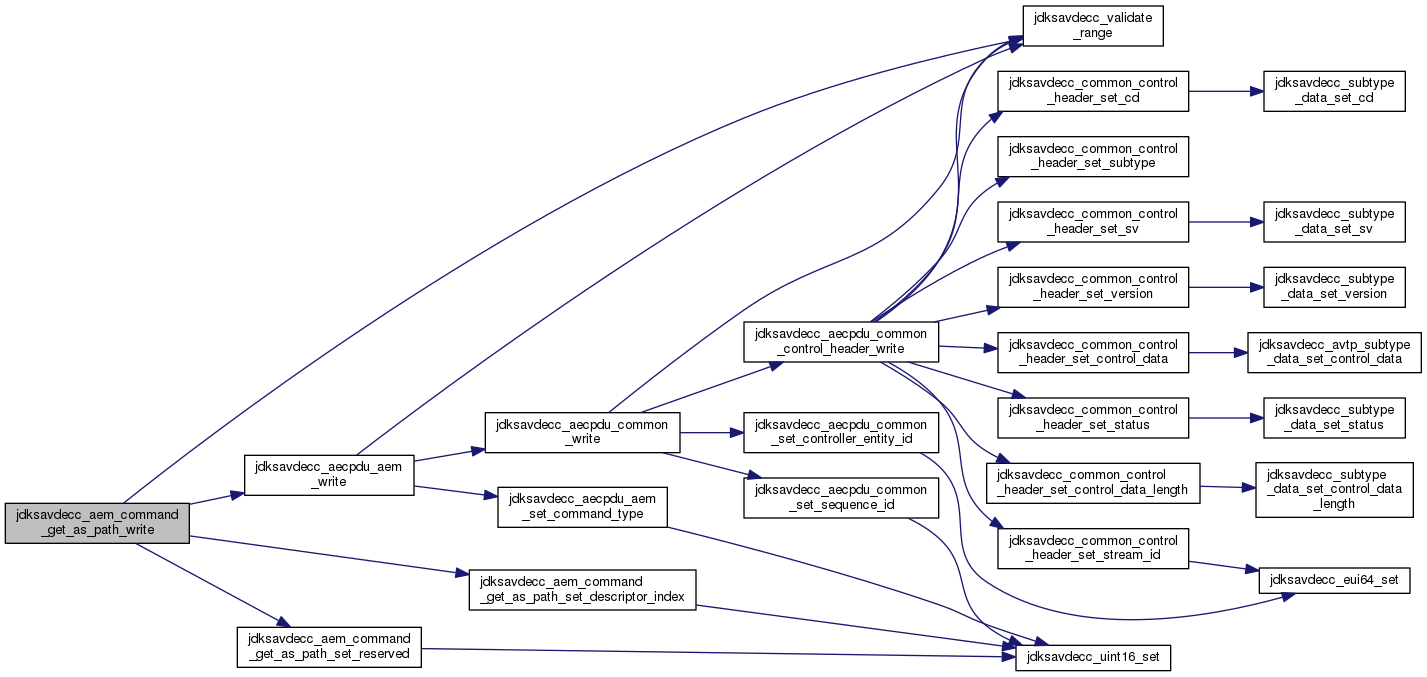 jdksavdecc_validate
_range
jdksavdecc_common_control
_header_set_cd
jdksavdecc_subtype
_data_set_cd
jdksavdecc_common_control
_header_set_subtype
jdksavdecc_common_control
_header_set_sv
jdksavdecc_subtype
_data_set_sv
jdksavdecc_common_control
_header_set_version
jdksavdecc_subtype
_data_set_version
jdksavdecc_aecpdu_common
_control_header_write
jdksavdecc_common_control
_header_set_control_data
jdksavdecc_avtp_subtype
_data_set_control_data
jdksavdecc_common_control
_header_set_status
jdksavdecc_subtype
_data_set_status
jdksavdecc_aecpdu_common
_write
jdksavdecc_aecpdu_common
_set_controller_entity_id
jdksavdecc_aecpdu_aem
_write
jdksavdecc_common_control
_header_set_control_data_length
jdksavdecc_subtype
_data_set_control_data
_length
jdksavdecc_aecpdu_common
_set_sequence_id
jdksavdecc_aecpdu_aem
_set_command_type
jdksavdecc_aem_command
_get_as_path_write
jdksavdecc_common_control
_header_set_stream_id
jdksavdecc_eui64_set
jdksavdecc_aem_command
_get_as_path_set_descriptor_index
jdksavdecc_aem_command
_get_as_path_set_reserved
jdksavdecc_uint16_set